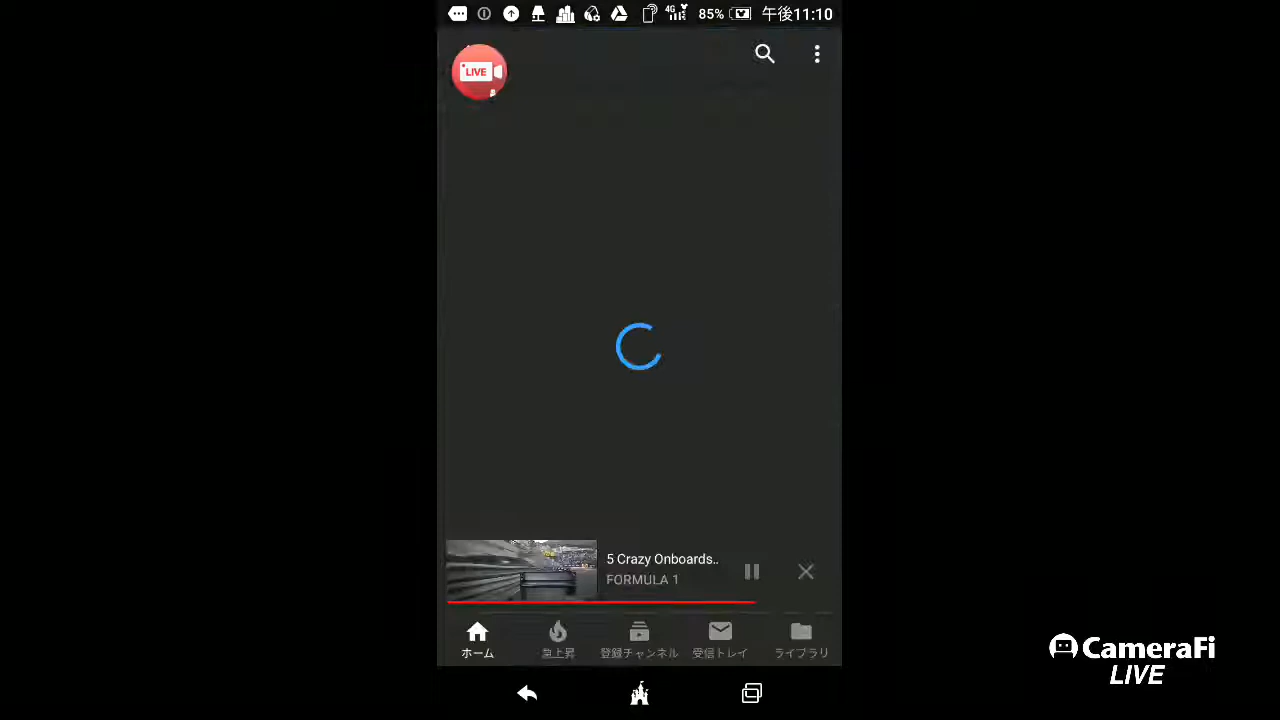 4G 85% 午後11:10
LIVE
5 Crazy Onboards..
FORMULA 1
ホーム 急上昇 登録チャンネル 受信トレイ ライブラリ
CameraFi
LIVE